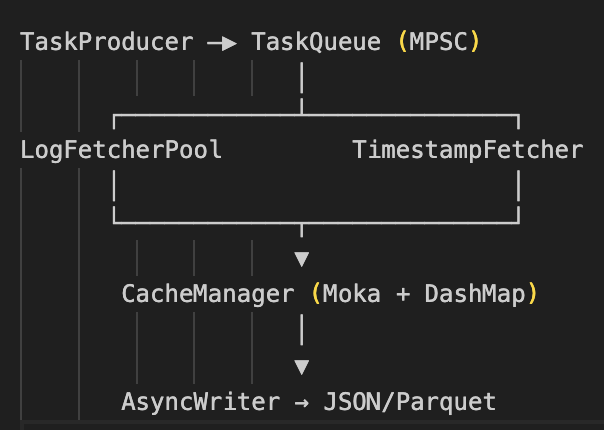 TaskProducer → TaskQueue (MPSC)
LogFetcherPool TimestampFetcher
CacheManager (Moka + DashMap)
AsyncWriter → JSON/Parquet